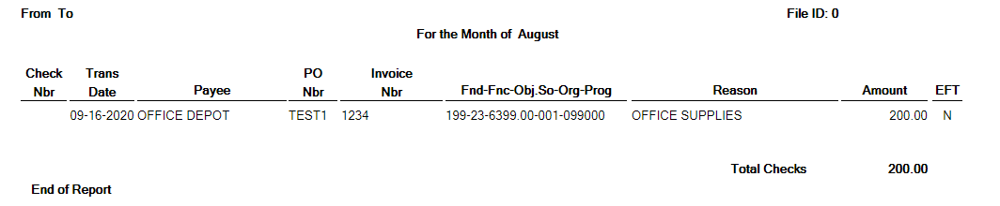 From To File ID: 0
For the Month of August
Check Trans PO Invoice
Nbr Date Payee Nbr Nbr Fnd-Fnc-Obj.So-Org-Prog Reason Amount EFT
09-16-2020 OFFICE DEPOT TEST1 1234 199-23-6399.00-001-099000 OFFICE SUPPLIES 200.00 N
Total Checks 200.00
End of Report